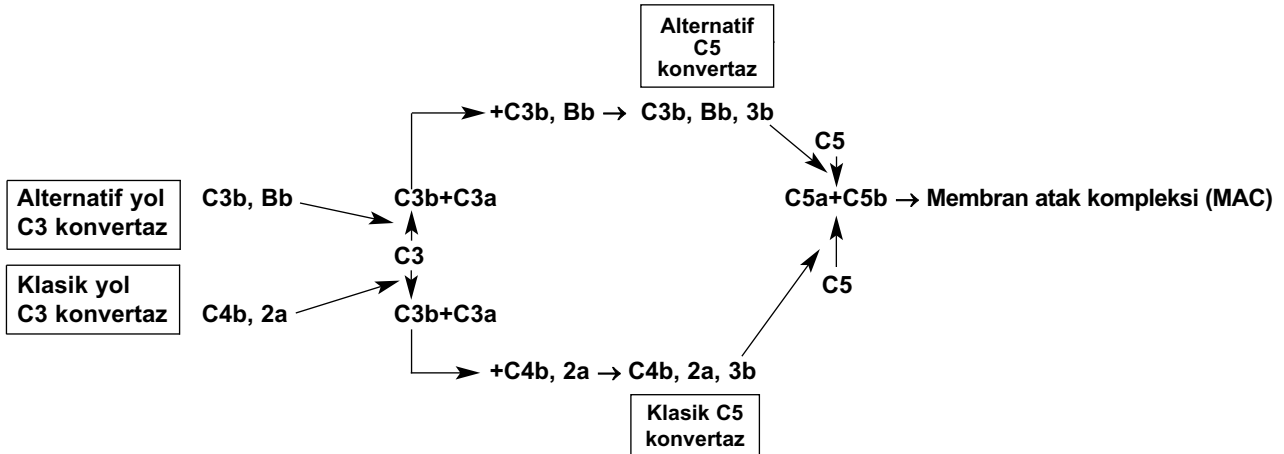 Alternatif
C5
konvertaz
+C3b, Bb → C3b, Bb, 3b
C5
Alternatif yol
C3 konvertaz
C3b, Bb
C3b+C3a
C5a+C5b → Membran atak kompleksi (MAC)
C3
Klasik yol
C3 konvertaz
C4b, 2a
C3b+C3a
C5
+C4b, 2a → C4b, 2a, 3b
Klasik C5
konvertaz